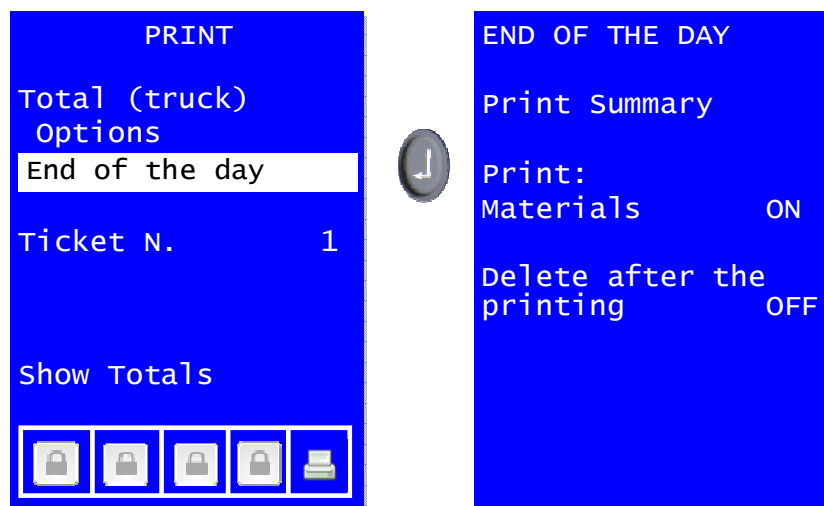 PRINT
Total (truck)
Options
End of the day
Ticket N. 1
Show Totals
END OF THE DAY
Print Summary
Print:
Materials ON
Delete after the
printing OFF